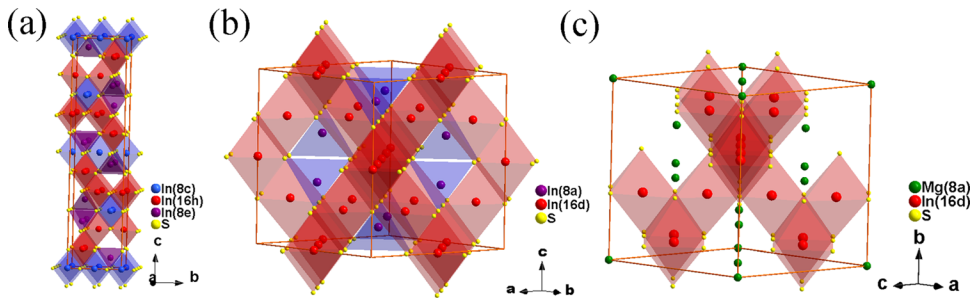 (a)
In(8c)
In(16h)
In(8e)
S
c
a
b
(b)
In(8a)
In(16d)
S
c
a
b
(c)
Mg(8a)
In(16d)
S
b
c
a